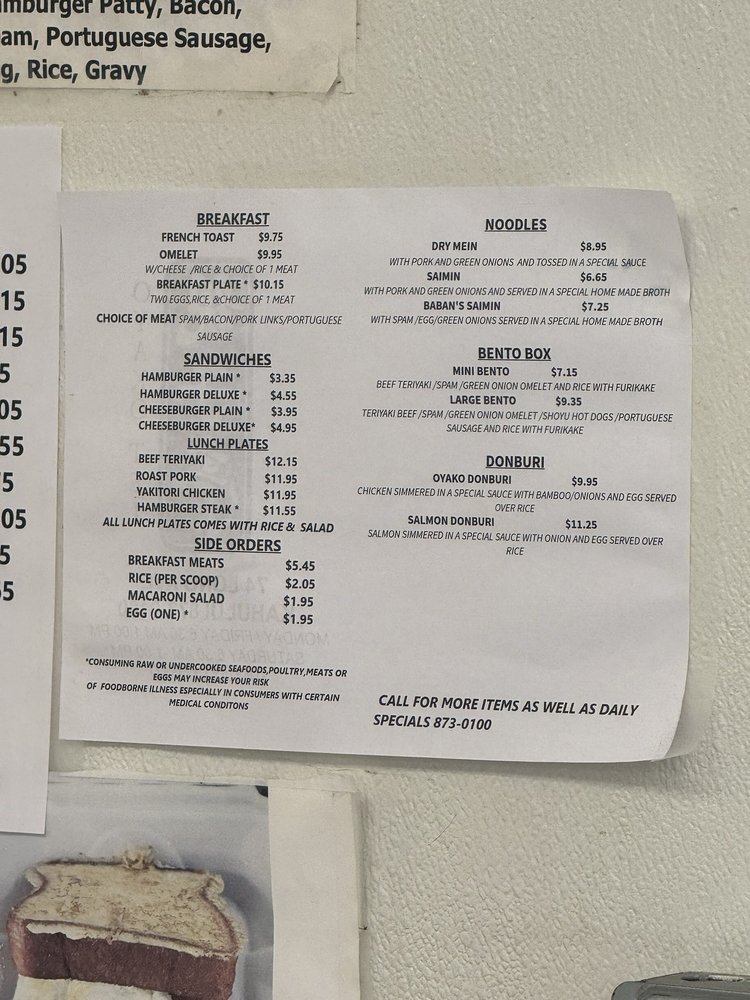 Patty, Bacon,
Portuguese Sausage,
Rice, Gravy
05
15
15
5
05
55
5
05
5
5
BREAKFAST
FRENCH TOAST $9.75
OMELET $9.95
W/CHEESE /RICE & CHOICE OF 1 MEAT
BREAKFAST PLATE * $10.15
TWO EGGS,RICE, &CHOICE OF 1 MEAT
CHOICE OF MEAT SPAM/BACON/PORK LINKS/PORTUGUESE
SAUSAGE
SANDWICHES
HAMBURGER PLAIN * $3.35
HAMBURGER DELUXE * $4.55
CHEESEBURGER PLAIN * $3.95
CHEESEBURGER DELUXE* $4.95
LUNCH PLATES
BEEF TERIYAKI $12.15
ROAST PORK $11.95
YAKITORI CHICKEN $11.95
HAMBURGER STEAK * $11.55
ALL LUNCH PLATES COMES WITH RICE & SALAD
SIDE ORDERS
BREAKFAST MEATS $5.45
RICE (PER SCOOP) $2.05
MACARONI SALAD $1.95
EGG (ONE) * $1.95
*CONSUMING RAW OR UNDERCOOKED SEAFOODS,POULTRY,MEATS OR
EGGS MAY INCREASE YOUR RISK
OF FOODBORNE ILLNESS ESPECIALLY IN CONSUMERS WITH CERTAIN
MEDICAL CONDITONS
NOODLES
DRY MEIN $8.95
WITH PORK AND GREEN ONIONS AND TOSSED IN A SPECIAL SAUCE
SAIMIN $6.65
WITH PORK AND GREEN ONIONS AND SERVED IN A SPECIAL HOME MADE BROTH
BABAN'S SAIMIN $7.25
WITH SPAM /EGG/GREEN ONIONS SERVED IN A SPECIAL HOME MADE BROTH
BENTO BOX
MINI BENTO $7.15
BEEF TERIYAKI /SPAM /GREEN ONION OMELET AND RICE WITH FURIKAKE
LARGE BENTO $9.35
TERIYAKI BEEF /SPAM /GREEN ONION OMELET /SHOYU HOT DOGS /PORTUGUESE
SAUSAGE AND RICE WITH FURIKAKE
DONBURI
OYAKO DONBURI $9.95
CHICKEN SIMMERED IN A SPECIAL SAUCE WITH BAMBOO/ONIONS AND EGG SERVED
OVER RICE
SALMON DONBURI $11.25
SALMON SIMMERED IN A SPECIAL SAUCE WITH ONION AND EGG SERVED OVER
RICE
CALL FOR MORE ITEMS AS WELL AS DAILY
SPECIALS 873-0100